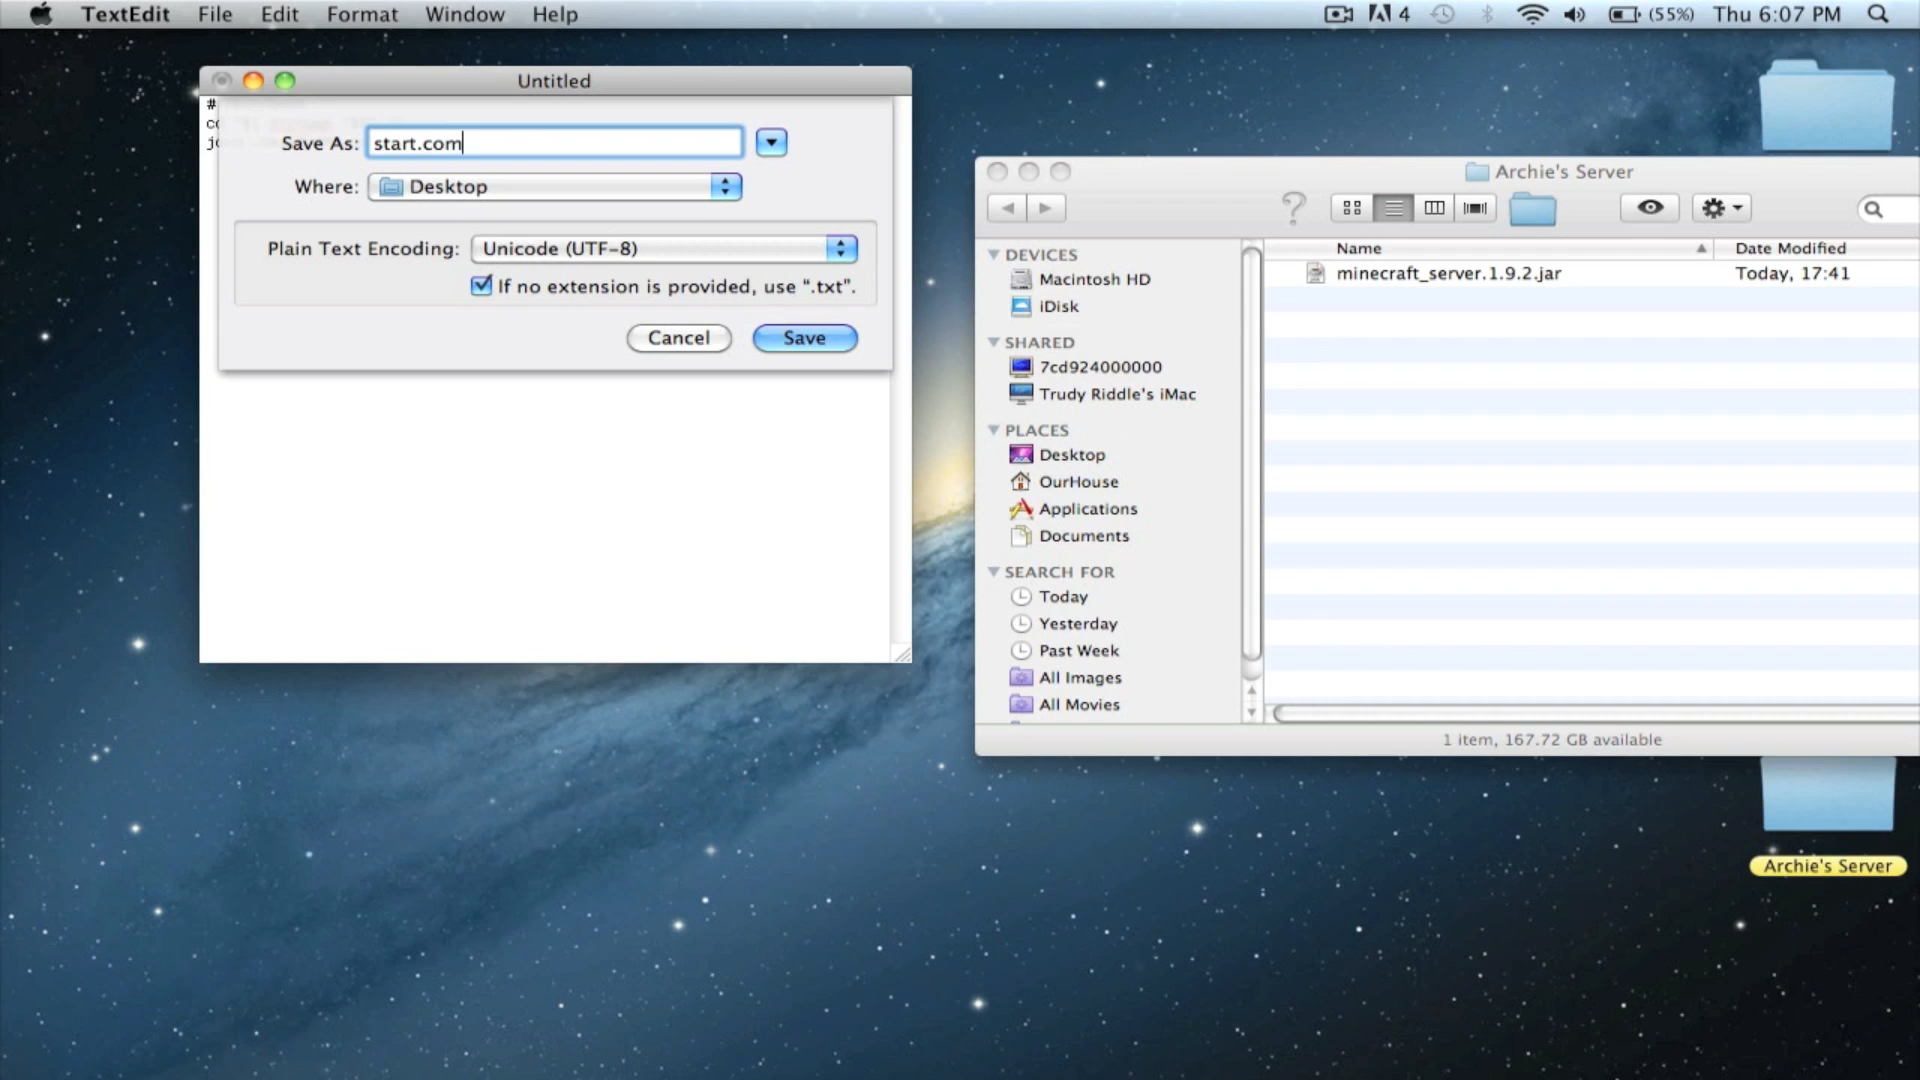 TextEdit File Edit Format Window Help 4 (55%) Thu 6:07 PM
Untitled
#
Save As: start.com
Where: Desktop
Plain Text Encoding: Unicode (UTF-8)
If no extension is provided, use “.txt”.
Cancel Save
Archie's Server
DEVICES
Macintosh HD
iDisk
SHARED
7cd924000000
Trudy Riddle's iMac
PLACES
Desktop
OurHouse
Applications
Documents
SEARCH FOR
Today
Yesterday
Past Week
All Images
All Movies
Name Date Modified
minecraft_server.1.9.2.jar Today, 17:41
1 item, 167.72 GB available
Archie's Server